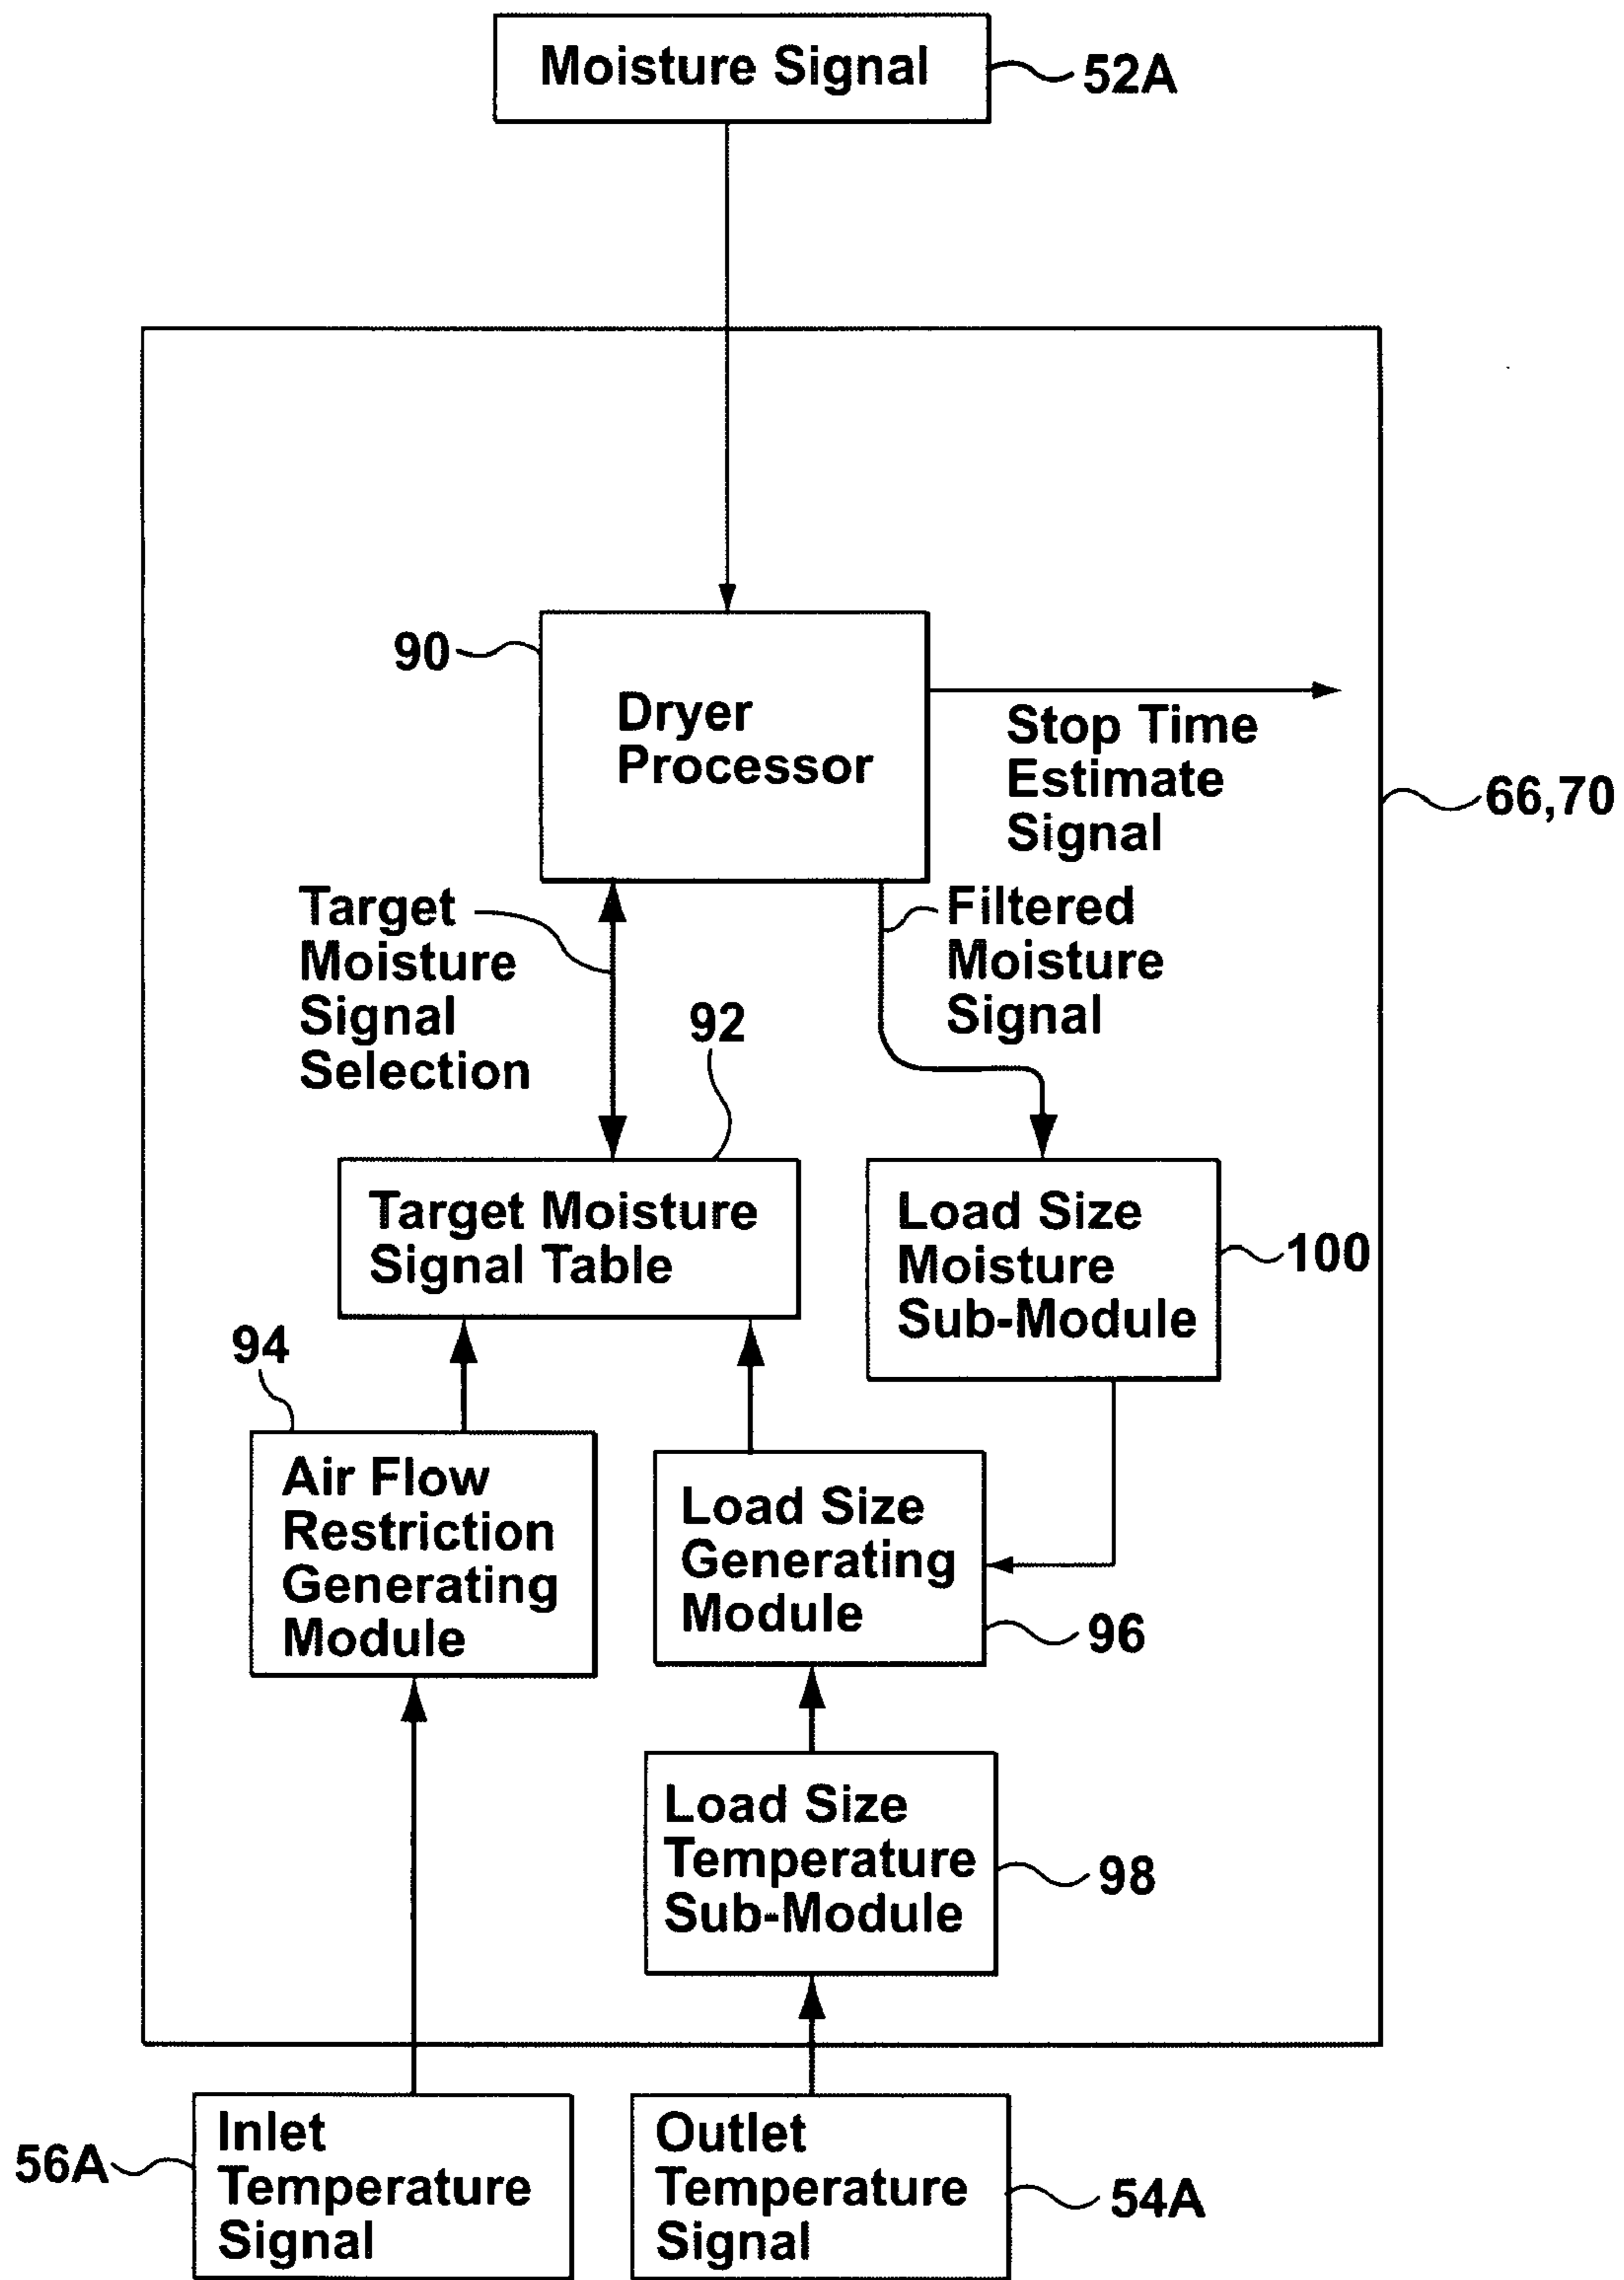 Moisture Signal
52A
90
Dryer
Processor
Stop Time
Estimate
Signal
66,70
Target
Moisture
Signal
Selection
Filtered
Moisture
Signal
92
Target Moisture
Signal Table
Load Size
Moisture
Sub-Module
100
94
Air Flow
Restriction
Generating
Module
Load Size
Generating
Module
96
Load Size
Temperature
Sub-Module
98
56A
Inlet
Temperature
Signal
Outlet
Temperature
Signal
54A